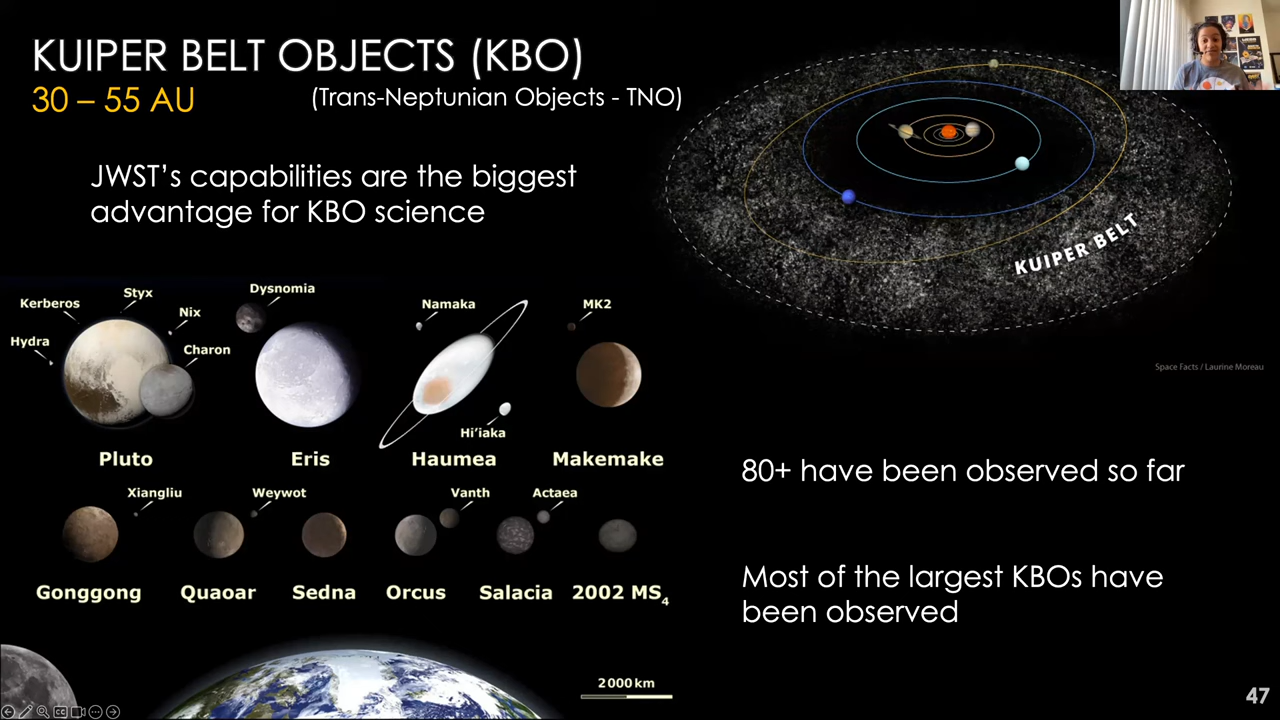 KUIPER BELT OBJECTS (KBO)
30 – 55 AU
(Trans-Neptunian Objects - TNO)
JWST's capabilities are the biggest
advantage for KBO science
KUIPER BELT
Space Facts / Laurine Moreau
Kerberos
Styx
Nix
Hydra
Charon
Pluto
Dysnomia
Eris
Namaka
Hi'iaka
Haumea
MK2
Makemake
Xiangliu
Gonggong
Weywot
Quaoar
Sedna
Vanth
Orcus
Actaea
Salacia
2002 MS4
80+ have been observed so far
Most of the largest KBOs have
been observed
2000 km
47